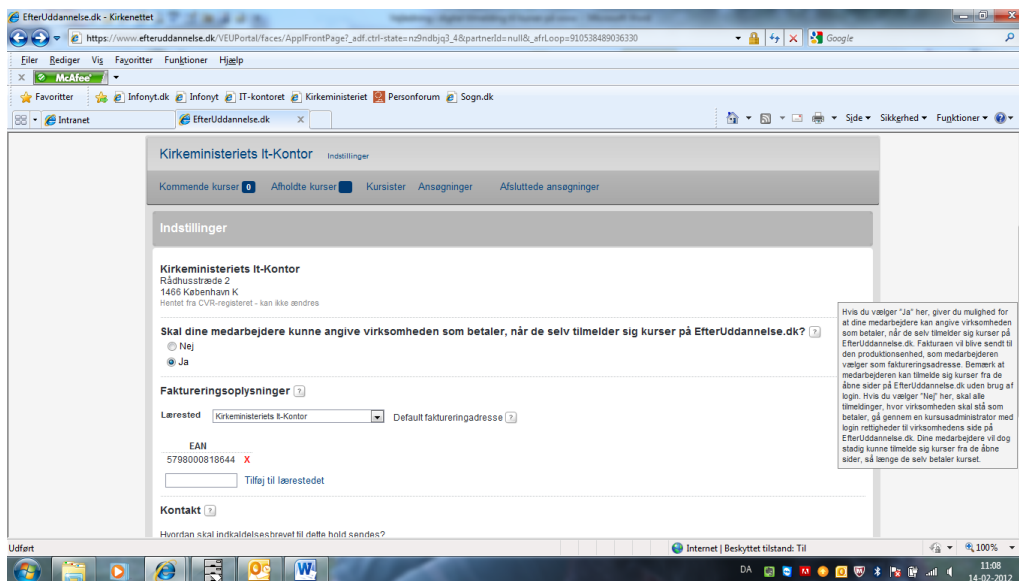 EfterUddannelse.dk - Kirkenettet
https://www.efteruddannelse.dk/VEUPortal/faces/ApplFrontPage?_adf.ctrl-state=nz9ndbjq3_4&partnerId=null&_afrLoop=910538489036330
Google
Filer Rediger Vis Favoritter Funktioner Hjælp
X McAfee
Favoritter Infonyt.dk Infonyt IT-kontoret Kirkeministeriet Personforum Sogn.dk
Intranet EfterUddannelse.dk X Side Sikkerhed Funktioner
Kirkeministeriets It-Kontor Indstillinger
Kommende kurser 0 Afholdte kurser Kursister Ansøgninger Afsluttede ansøgninger
Indstillinger
Kirkeministeriets It-Kontor
Rådhusstræde 2
1466 København K
Hentet fra CVR-registeret - kan ikke ændres
Skal dine medarbejdere kunne angive virksomheden som betaler, når de selv tilmelder sig kurser på EfterUddannelse.dk? ?
Nej
Ja
Faktureringsoplysninger ?
Lærested Kirkeministeriets It-Kontor Default faktureringadresse ?
EAN
5798000818644 X
Tilføj til lærestedet
Kontakt ?
Hvordan skal indkaldelsesbrevet til dette hold sendes?
Hvis du vælger "Ja" her, giver du mulighed for
at dine medarbejdere kan angive virksomheden
som betaler, når de selv tilmelder sig kurser på
EfterUddannelse.dk. Fakturaen vil blive sendt til
den produktionsenhed, som medarbejderen
vælger som faktureringsadresse. Bemærk at
medarbejderen kan tilmelde sig kurser fra de
åbne sider på EfterUddannelse.dk uden brug af
login. Hvis du vælger "Nej" her, skal alle
tilmeldinger, hvor virksomheden skal stå som
betaler, gå gennem en kursusadministrator med
login rettigheder til virksomhedens side på
EfterUddannelse.dk. Dine medarbejdere vil dog
stadig kunne tilmelde sig kurser fra de åbne
sider, så længe de selv betaler kurset.
Udført Internet | Beskyttet tilstand: Til 100%
DA 11:08
14-02-2012